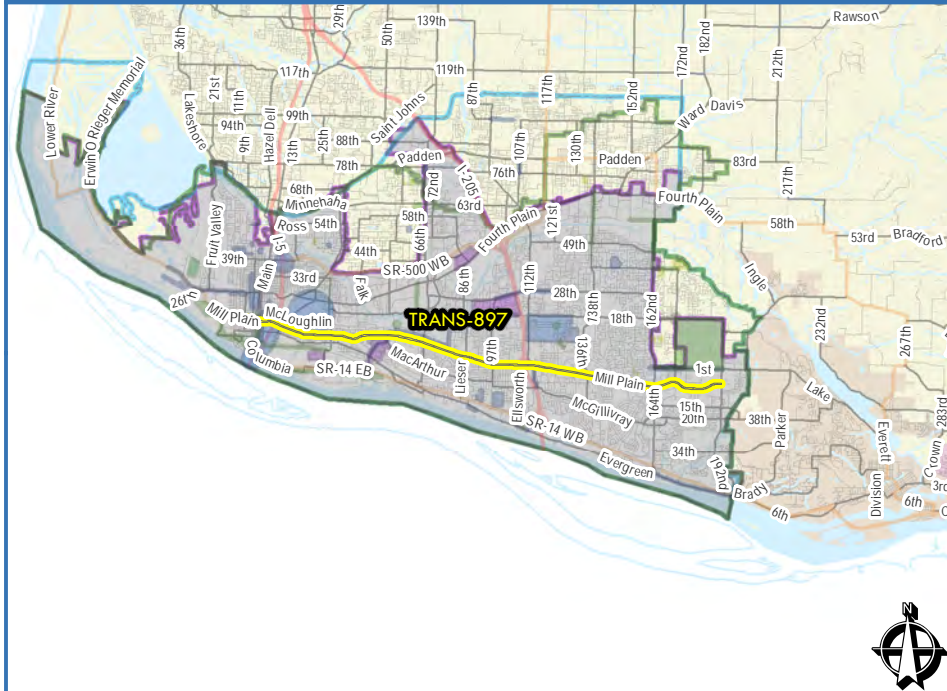 29th
139th
Rawson
36th
50th
182nd
172nd
212th
119th
117th
117th
87th
152nd
21st
11th
Lakeshore
Lower River
Erwin O Rieger Memorial
99th
Saint Johns
Ward Davis
94th
9th
Hazel Dell
13th
25th
88th
107th
130th
78th
Padden
Padden
83rd
76th
72nd
I-205
217th
68th
Minnehaha
63rd
Fourth Plain
Ross
54th
58th
66th
Fourth Plain
121st
58th
Fruit Valley
I-5
53rd
Bradford
44th
49th
39th
Main
33rd
SR-500 WB
86th
112th
Ingle
Falk
28th
738th
18th
162nd
232nd
267th
26th
Mill Plain
McLoughlin
TRANS-897
Columbia
MacArthur
97th
136th
SR-14 EB
Lieser
1st
Mill Plain
Lake
Ellsworth
McGillivray
164th
15th
20th
38th
Parker
283rd
SR-14 WB
34th
Everett
Crown
Evergreen
192nd
Division
3rd
Brady
6th
6th
N